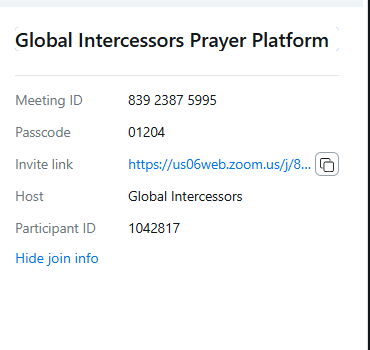 Global Intercessors Prayer Platform
Meeting ID 839 2387 5995
Passcode 01204
Invite link https://us06web.zoom.us/j/8...
Host Global Intercessors
Participant ID 1042817
Hide join info